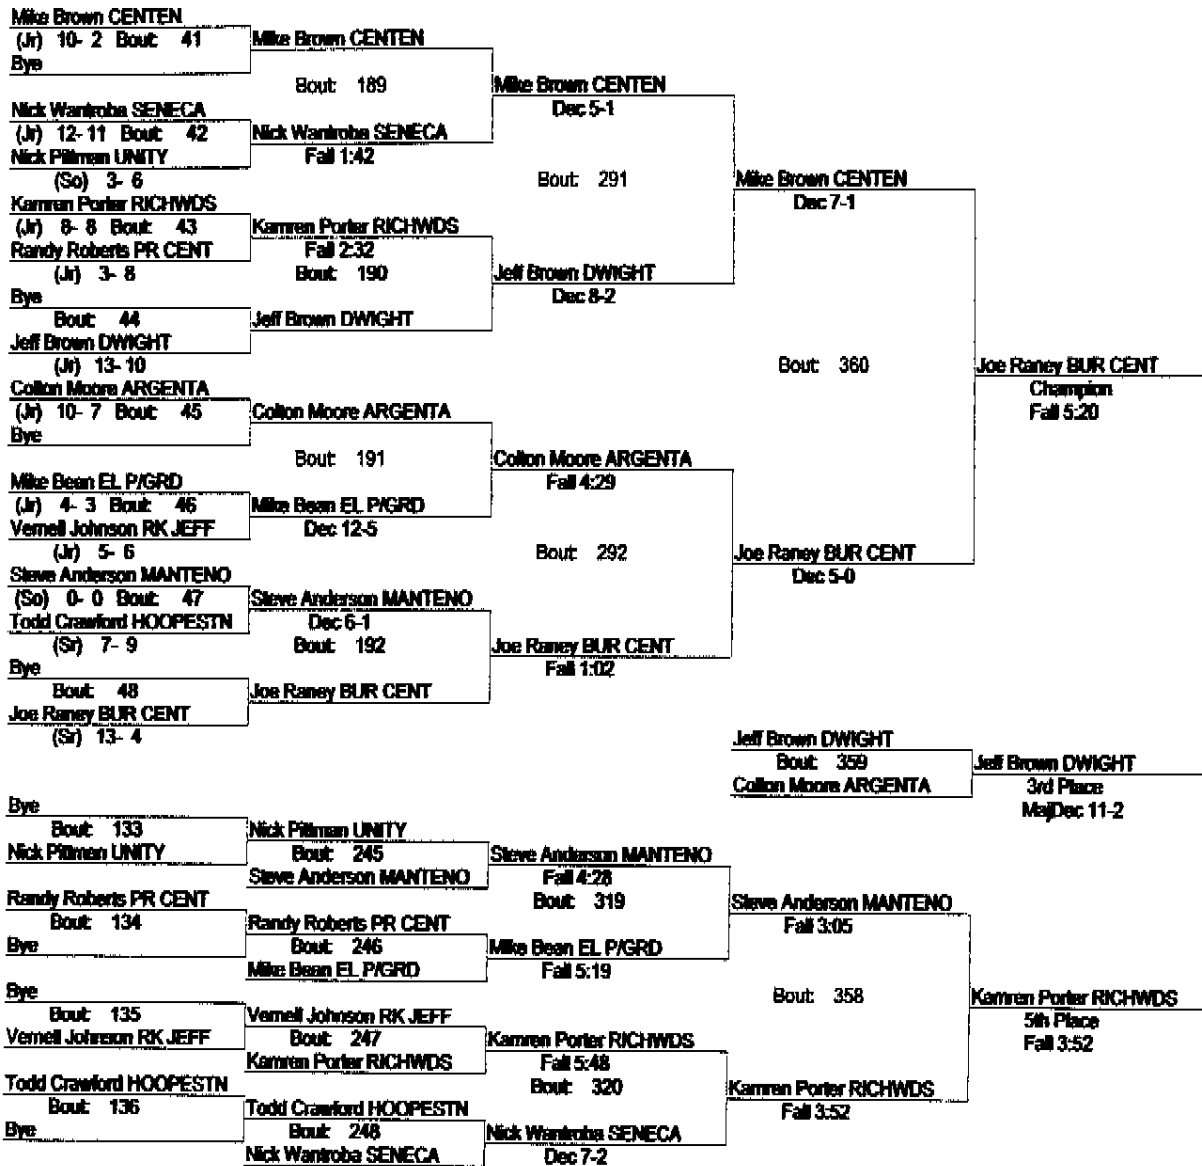 Mike Brown CENTEN
(Jr) 10- 2 Bout: 41
Bye
Mike Brown CENTEN
Bout: 189
Nick Wantroba SENECA
(Jr) 12- 11 Bout: 42
Nick Pittman UNITY
(So) 3- 6
Nick Wantroba SENECA
Fall 1:42
Mike Brown CENTEN
Dec 5-1
Bout: 291
Kamren Porter RICHWDS
(Jr) 8- 8 Bout: 43
Randy Roberts PR CENT
(Jr) 3- 8
Kamren Porter RICHWDS
Fall 2:32
Bout: 190
Bye
Bout: 44
Jeff Brown DWIGHT
(Jr) 13- 10
Jeff Brown DWIGHT
Jeff Brown DWIGHT
Dec 8-2
Mike Brown CENTEN
Dec 7-1
Bout: 360
Colton Moore ARGENTA
(Jr) 10- 7 Bout: 45
Bye
Colton Moore ARGENTA
Bout: 191
Mike Bean EL P/GRD
(Jr) 4- 3 Bout: 46
Vernell Johnson RK JEFF
(Jr) 5- 6
Mike Bean EL P/GRD
Dec 12-5
Colton Moore ARGENTA
Fall 4:29
Bout: 292
Steve Anderson MANTENO
(So) 0- 0 Bout: 47
Todd Crawford HOOPESTN
(Sr) 7- 9
Steve Anderson MANTENO
Dec 6-1
Bout: 192
Bye
Bout: 48
Joe Raney BUR CENT
(Sr) 13- 4
Joe Raney BUR CENT
Joe Raney BUR CENT
Fall 1:02
Joe Raney BUR CENT
Dec 5-0
Joe Raney BUR CENT
Champion
Fall 5:20
Jeff Brown DWIGHT
Bout: 359
Colton Moore ARGENTA
Jeff Brown DWIGHT
3rd Place
MajDec 11-2
Bye
Bout: 133
Nick Pittman UNITY
Nick Pittman UNITY
Bout: 245
Steve Anderson MANTENO
Steve Anderson MANTENO
Fall 4:28
Bout: 319
Randy Roberts PR CENT
Bout: 134
Bye
Randy Roberts PR CENT
Bout: 246
Mike Bean EL P/GRD
Mike Bean EL P/GRD
Fall 5:19
Steve Anderson MANTENO
Fall 3:05
Bout: 358
Bye
Bout: 135
Vernell Johnson RK JEFF
Vernell Johnson RK JEFF
Bout: 247
Kamren Porter RICHWDS
Kamren Porter RICHWDS
Fall 5:48
Bout: 320
Todd Crawford HOOPESTN
Bout: 136
Bye
Todd Crawford HOOPESTN
Bout: 248
Nick Wantroba SENECA
Nick Wantroba SENECA
Dec 7-2
Kamren Porter RICHWDS
Fall 3:52
Kamren Porter RICHWDS
5th Place
Fall 3:52